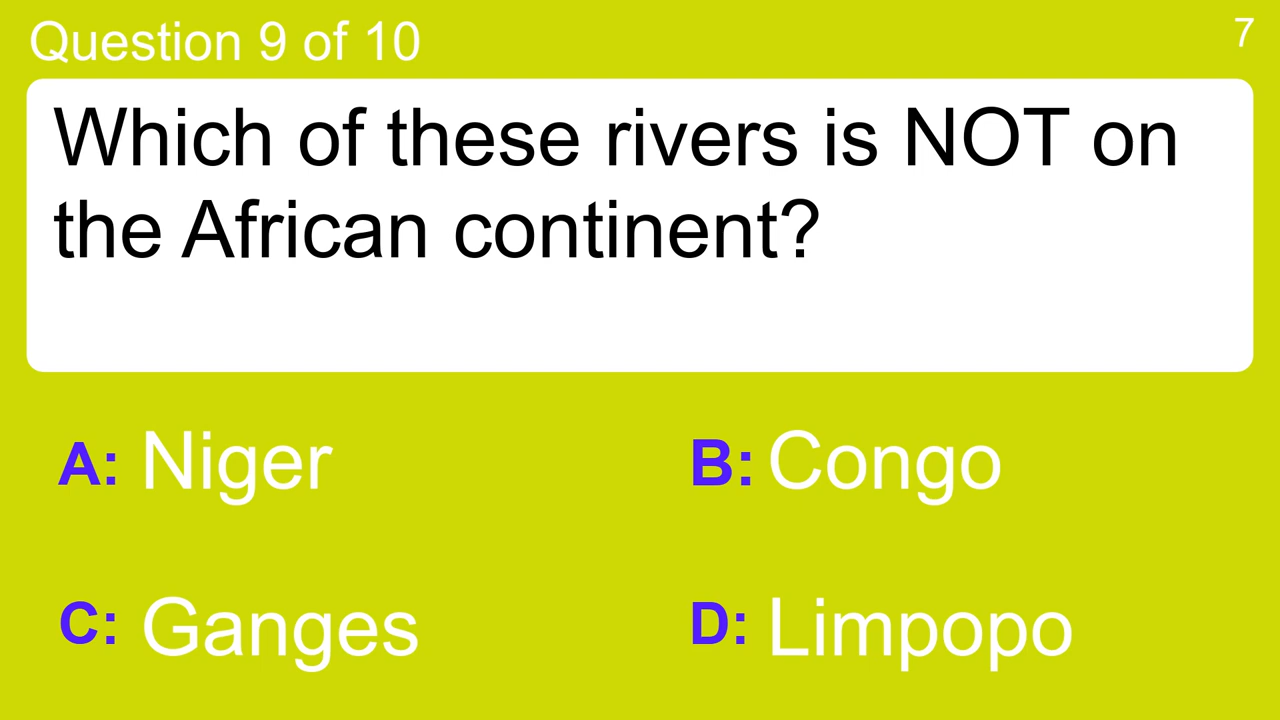 Question 9 of 10
7
Which of these rivers is NOT on
the African continent?
A: Niger
B: Congo
C: Ganges
D: Limpopo